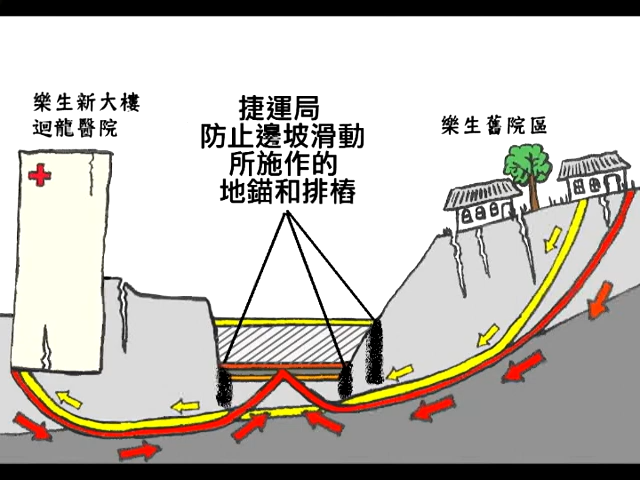 樂生新大樓
迴龍醫院
捷運局
防止邊坡滑動
所施作的
地錨和排樁
樂生舊院區